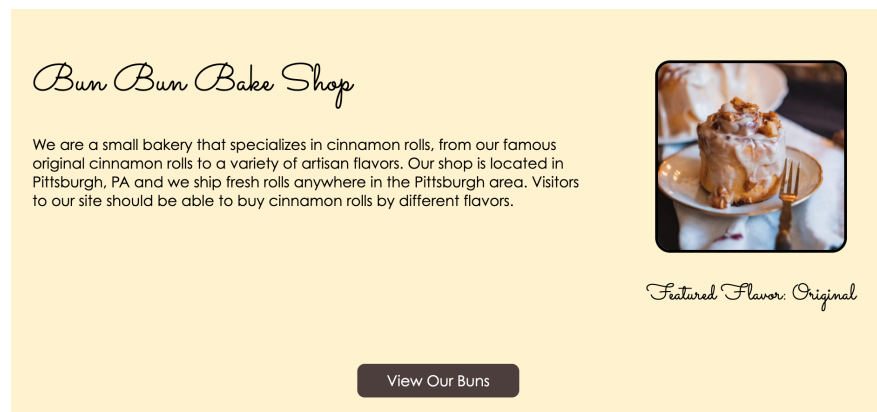 Bun Bun Bake Shop
We are a small bakery that specializes in cinnamon rolls, from our famous
original cinnamon rolls to a variety of artisan flavors. Our shop is located in
Pittsburgh, PA and we ship fresh rolls anywhere in the Pittsburgh area. Visitors
to our site should be able to buy cinnamon rolls by different flavors.
Featured Flavor: Original
View Our Buns